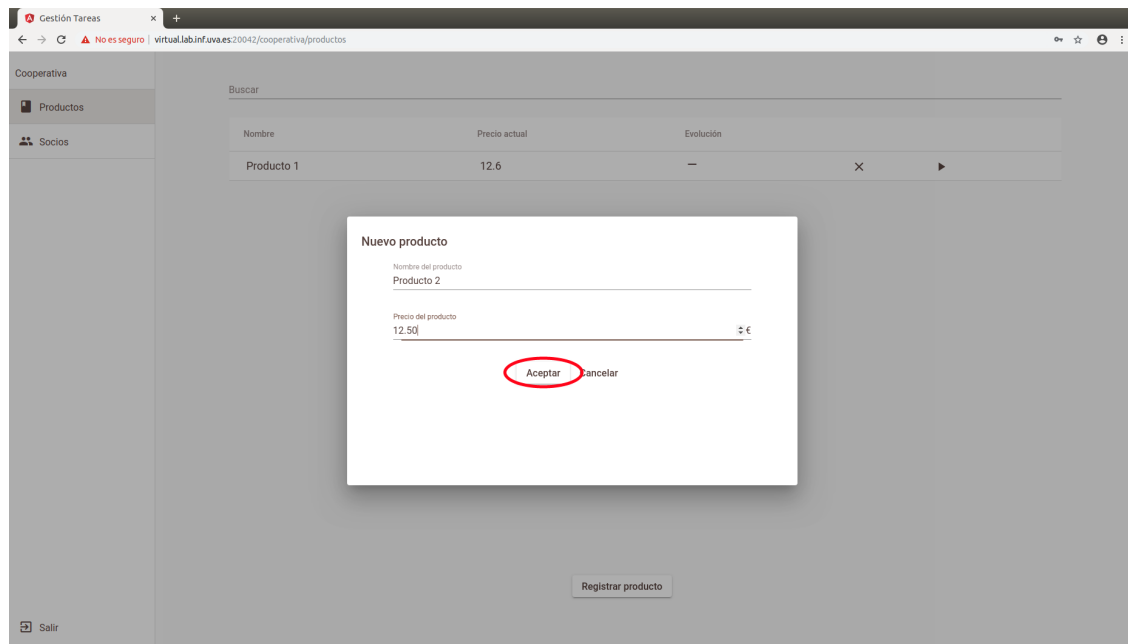 Gestión Tareas
No es seguro | virtual.lab.inf.uva.es:20042/cooperativa/productos
Cooperativa
Productos
Socios
Buscar
Nombre Precio actual Evolución
Producto 1 12.6
Nuevo producto
Nombre del producto
Producto 2
Precio del producto
12.50 €
Aceptar Cancelar
Registrar producto
Salir